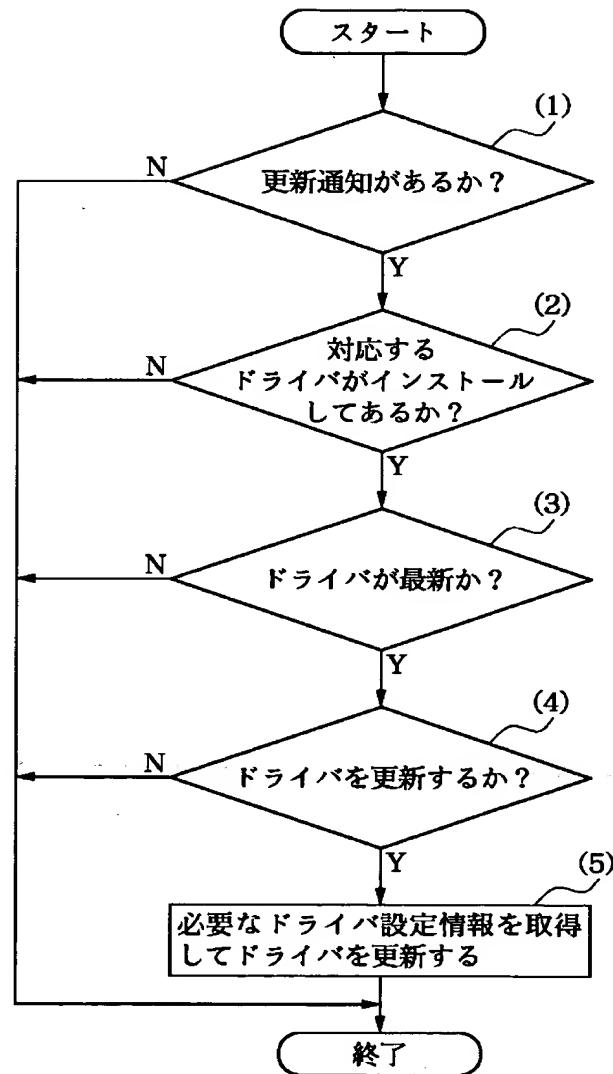 スタート
(1)
N
更新通知があるか？
Y
(2)
N
対応する
ドライバがインストール
してあるか？
Y
(3)
N
ドライバが最新か？
Y
(4)
N
ドライバを更新するか？
Y
(5)
必要なドライバ設定情報を取得
してドライバを更新する
終了